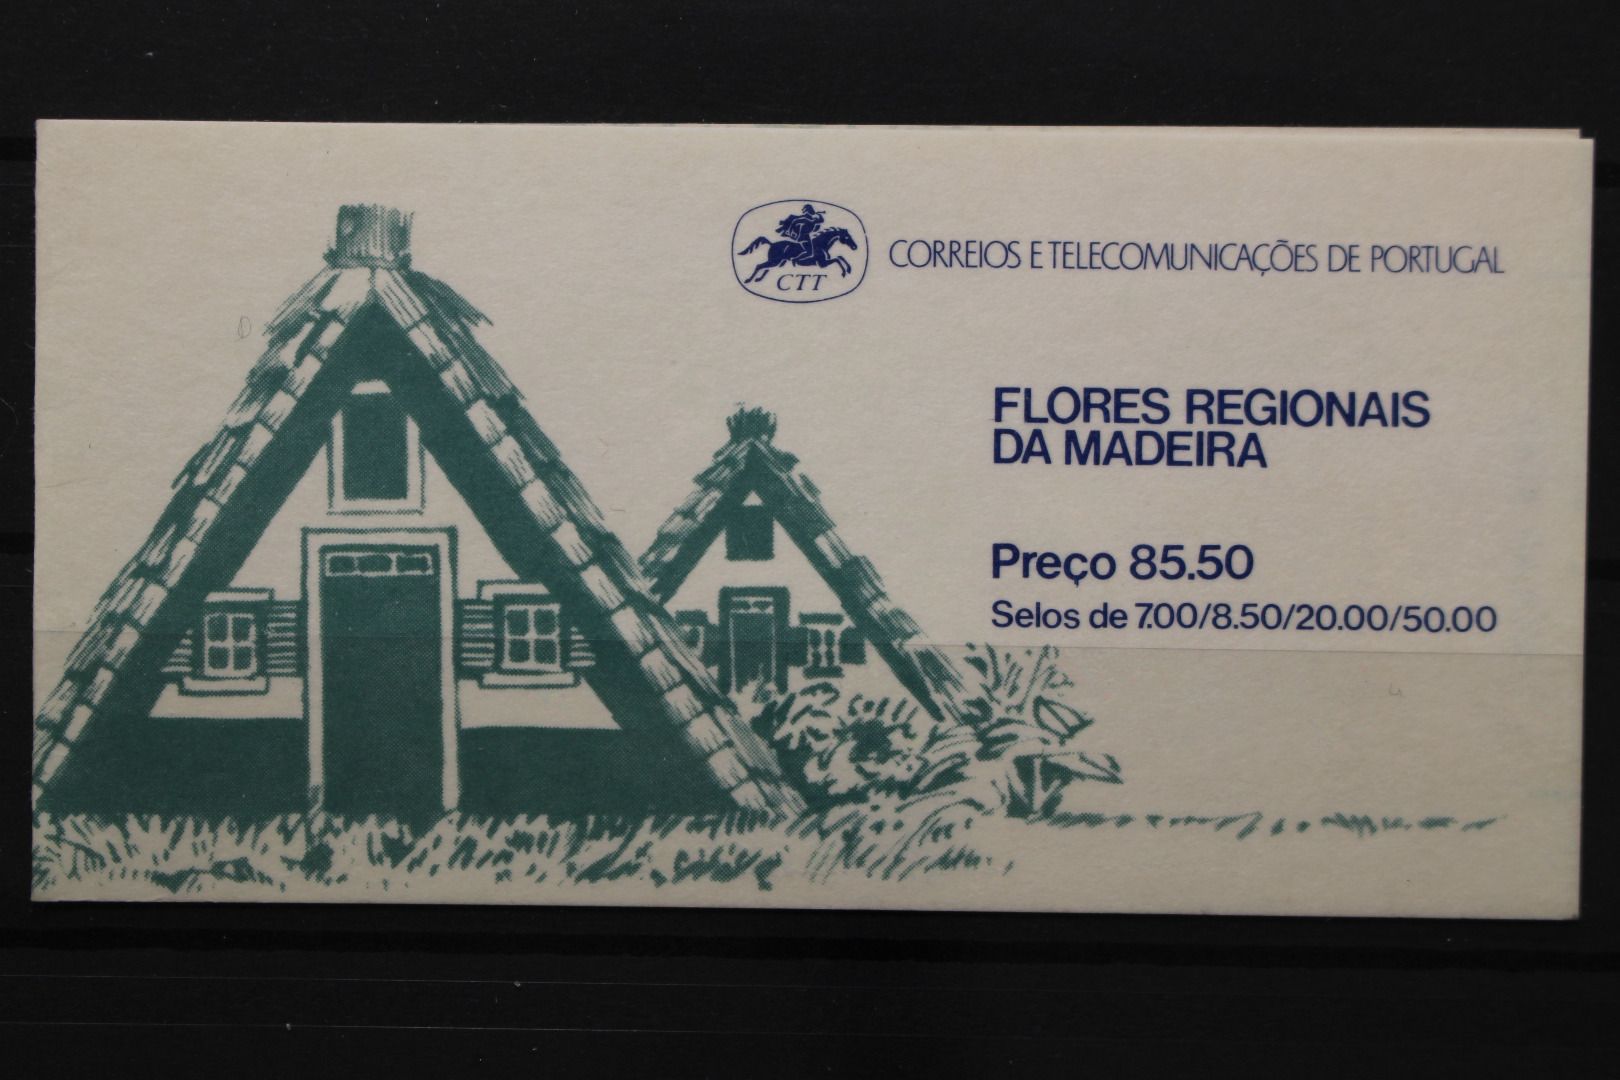 CTT
CORREIOS E TELECOMUNICAÇÕES DE PORTUGAL
FLORES REGIONAIS
DA MADEIRA
Preço 85.50
Selos de 7.00/8.50/20.00/50.00